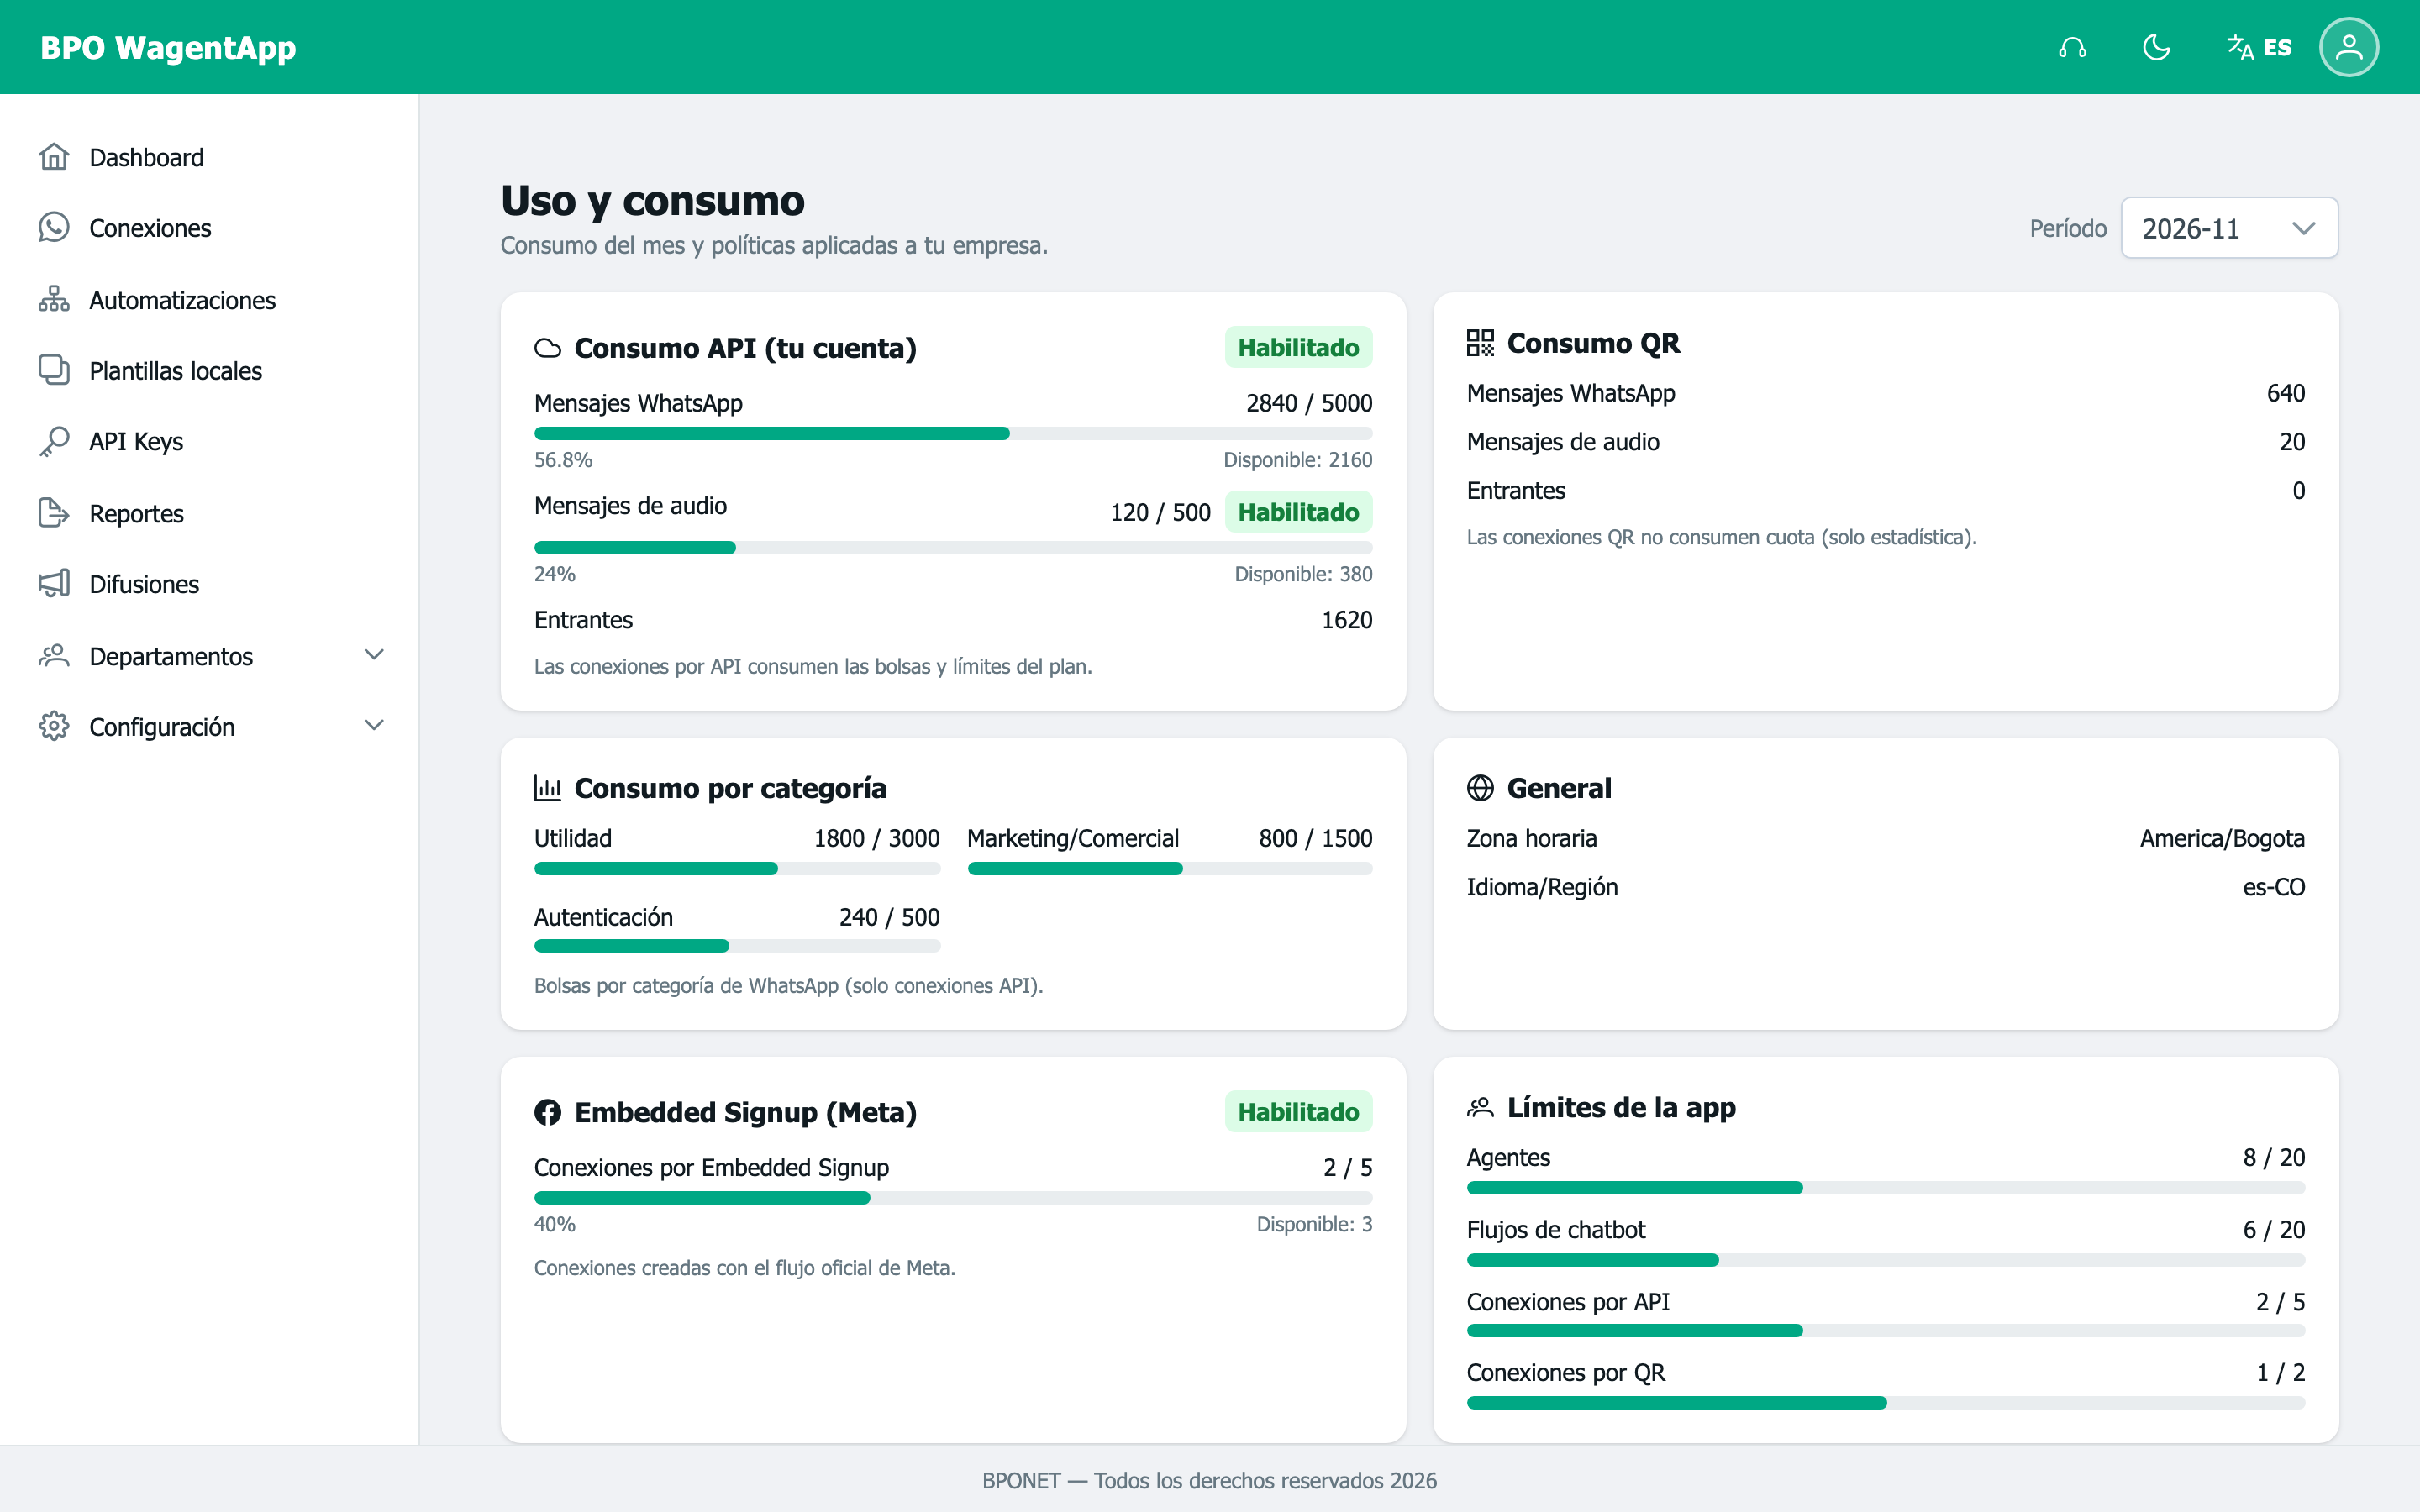 BPO WagentApp
ES
Dashboard
Conexiones
Automatizaciones
Plantillas locales
API Keys
Reportes
Difusiones
Departamentos
Configuración
Uso y consumo
Consumo del mes y políticas aplicadas a tu empresa.
Período 2026-11
Consumo API (tu cuenta) Habilitado
Mensajes WhatsApp 2840 / 5000
56.8% Disponible: 2160
Mensajes de audio 120 / 500 Habilitado
24% Disponible: 380
Entrantes 1620
Las conexiones por API consumen las bolsas y límites del plan.
Consumo QR
Mensajes WhatsApp 640
Mensajes de audio 20
Entrantes 0
Las conexiones QR no consumen cuota (solo estadística).
Consumo por categoría
Utilidad 1800 / 3000 Marketing/Comercial 800 / 1500
Autenticación 240 / 500
Bolsas por categoría de WhatsApp (solo conexiones API).
General
Zona horaria America/Bogota
Idioma/Región es-CO
Embedded Signup (Meta) Habilitado
Conexiones por Embedded Signup 2 / 5
40% Disponible: 3
Conexiones creadas con el flujo oficial de Meta.
Límites de la app
Agentes 8 / 20
Flujos de chatbot 6 / 20
Conexiones por API 2 / 5
Conexiones por QR 1 / 2
BPONET — Todos los derechos reservados 2026